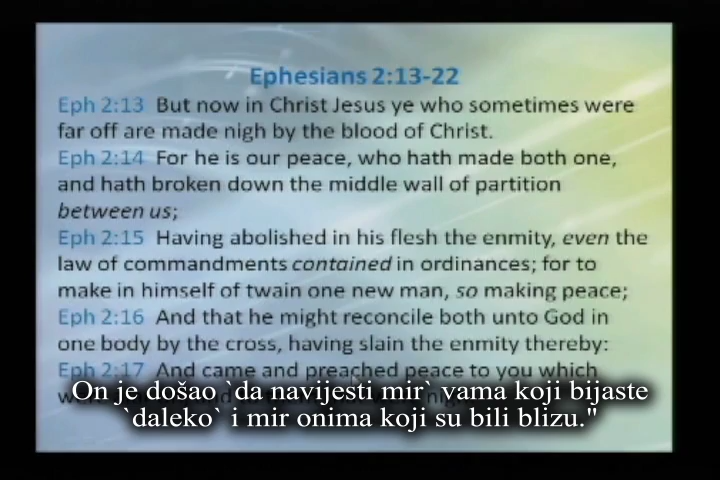 Ephesians 2:13-22
Eph 2:13 But now in Christ Jesus ye who sometimes were
far off are made nigh by the blood of Christ.
Eph 2:14 For he is our peace, who hath made both one,
and hath broken down the middle wall of partition
between us;
Eph 2:15 Having abolished in his flesh the enmity, even the
law of commandments contained in ordinances; for to
make in himself of twain one new man, so making peace;
Eph 2:16 And that he might reconcile both unto God in
one body by the cross, having slain the enmity thereby:
Eph 2:17 And came and preached peace to you which
On je došao `da navijesti mir` vama koji bijaste
`daleko` i mir onima koji su bili blizu."